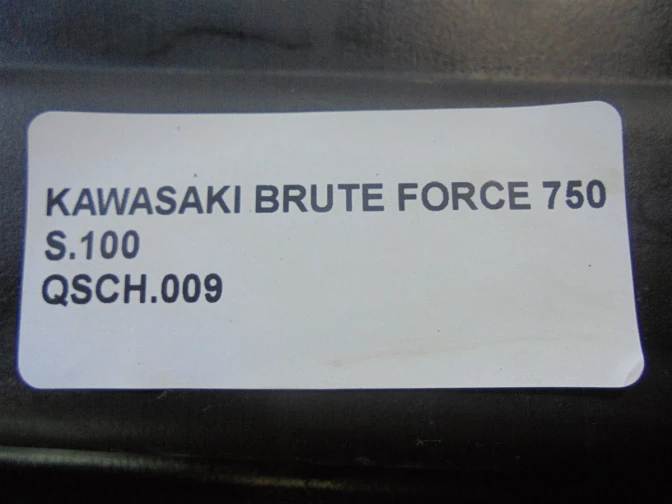 KAWASAKI BRUTE FORCE 750
S.100
QSCH.009